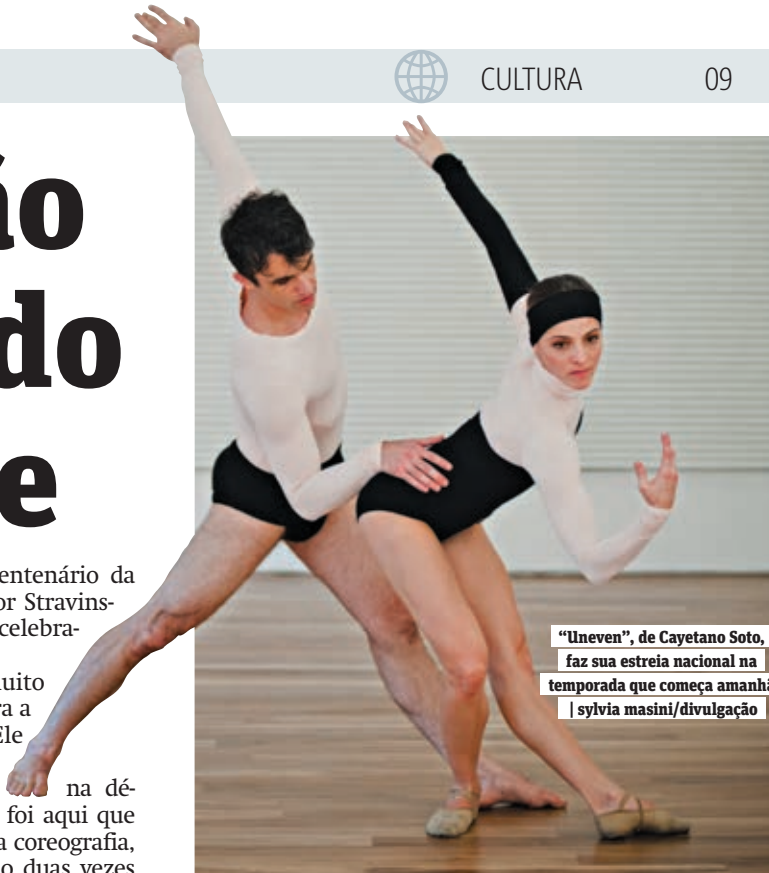 CULTURA 09
ão
do
e
entenário da
or Stravins-
celebra-
uito
ra a
Ele
na dé-
foi aqui que
a coreografia,
o duas vezes
“Uneven”, de Cayetano Soto,
faz sua estreia nacional na
temporada que começa amanhã
| sylvia masini/divulgação